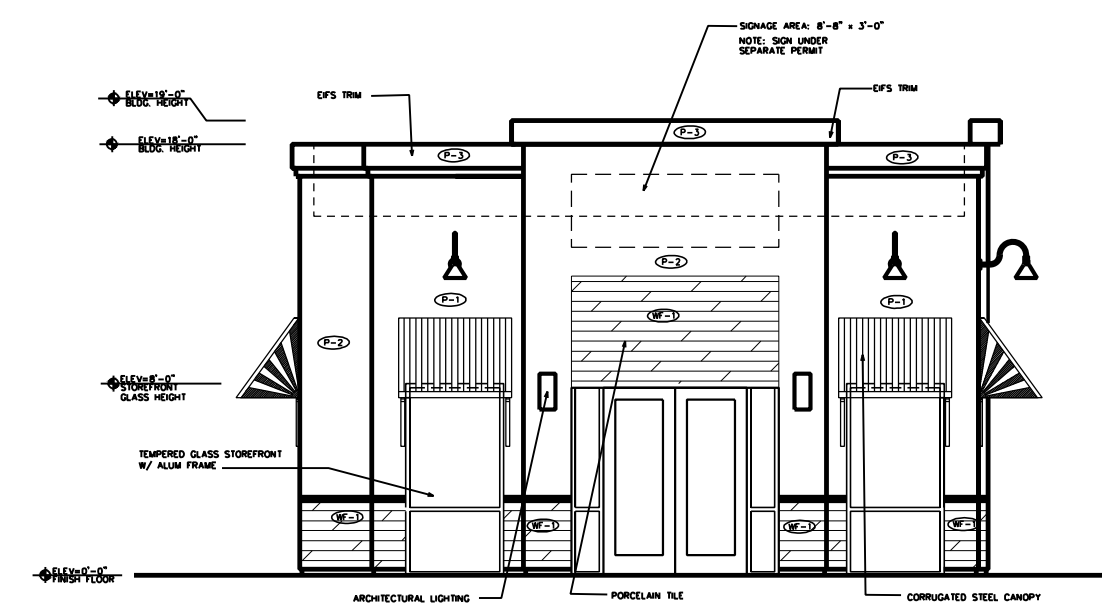 SIGNAGE AREA: 8'-8" x 3'-0"
NOTE: SIGN UNDER
SEPARATE PERMIT
ELEV=19'-0"
BLDG. HEIGHT
EIFS TRIM
EIFS TRIM
ELEV=18'-0"
BLDG. HEIGHT
P-3
P-3
P-3
P-2
P-1
P-1
WF-1
P-2
ELEV=8'-0"
STOREFRONT
GLASS HEIGHT
TEMPERED GLASS STOREFRONT
W/ ALUM FRAME
WF-1
WF-1
WF-1
WF-1
ELEV=0'-0"
FINISH FLOOR
ARCHITECTURAL LIGHTING
PORCELAIN TILE
CORRUGATED STEEL CANOPY